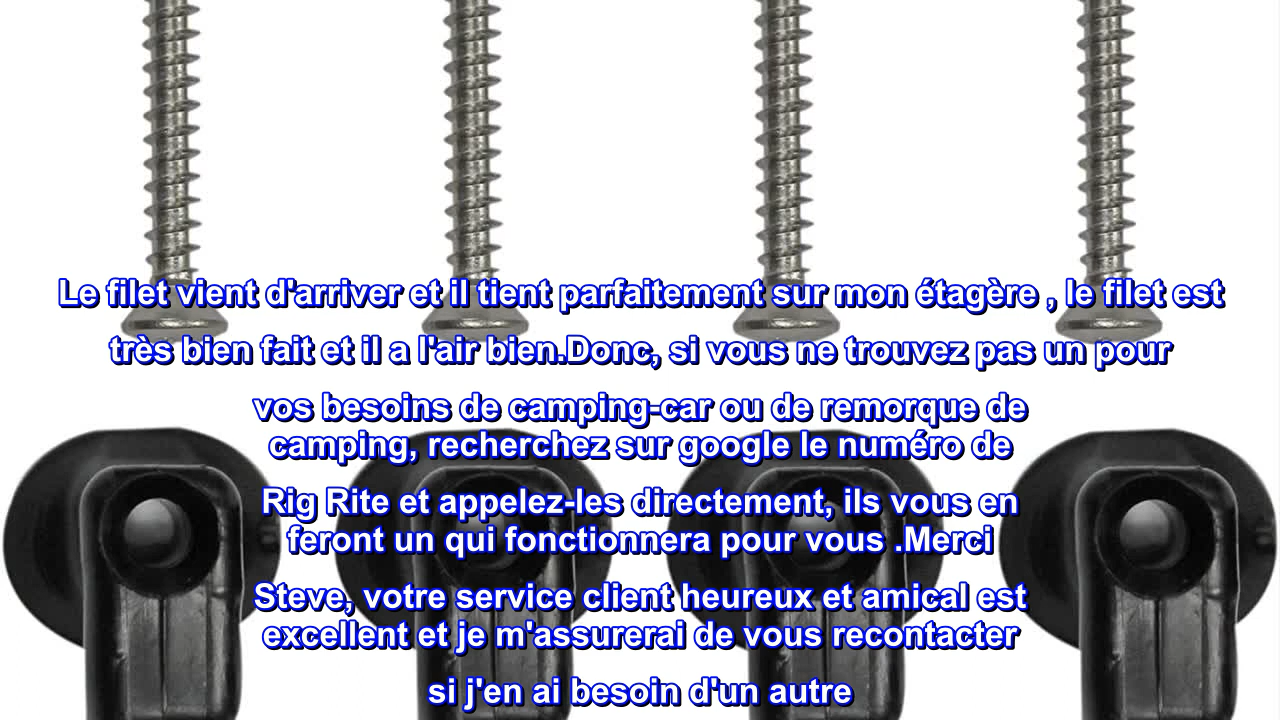 Le filet vient d'arriver et il tient parfaitement sur mon étagère , le filet est
très bien fait et il a l'air bien.Donc, si vous ne trouvez pas un pour
vos besoins de camping-car ou de remorque de
camping, recherchez sur google le numéro de
Rig Rite et appelez-les directement, ils vous en
feront un qui fonctionnera pour vous .Merci
Steve, votre service client heureux et amical est
excellent et je m'assurerai de vous recontacter
si j'en ai besoin d'un autre